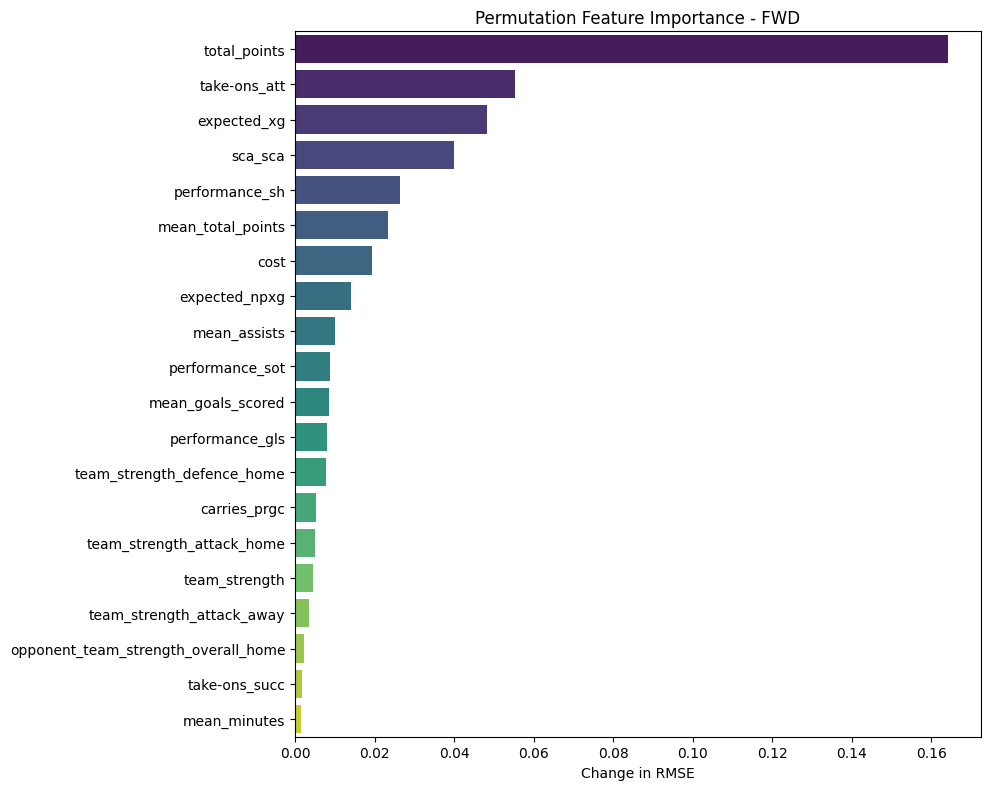 Permutation Feature Importance - FWD
total_points
take-ons_att
expected_xg
sca_sca
performance_sh
mean_total_points
cost
expected_npxg
mean_assists
performance_sot
mean_goals_scored
performance_gls
team_strength_defence_home
carries_prgc
team_strength_attack_home
team_strength
team_strength_attack_away
opponent_team_strength_overall_home
take-ons_succ
mean_minutes
0.00 0.02 0.04 0.06 0.08 0.10 0.12 0.14 0.16
Change in RMSE